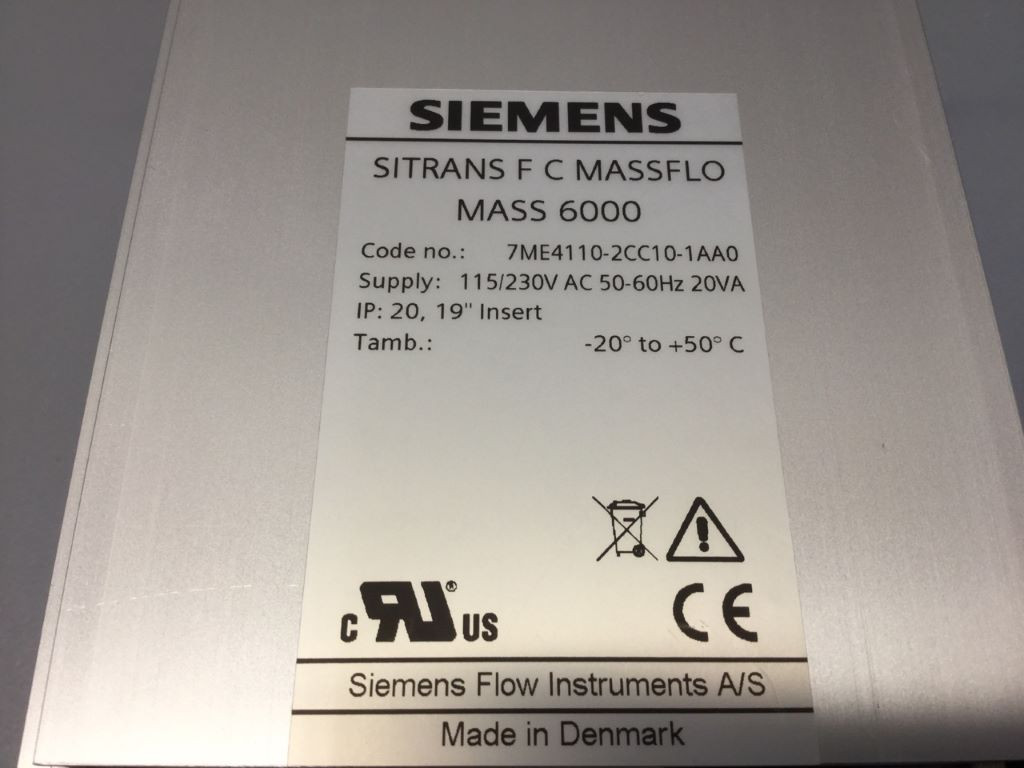 SIEMENS
SITRANS F C MASSFLO
MASS 6000
Code no.: 7ME4110-2CC10-1AA0
Supply: 115/230V AC 50-60Hz 20VA
IP: 20, 19" Insert
Tamb.: -20° to +50° C
C RU® US CE
Siemens Flow Instruments A/S
Made in Denmark